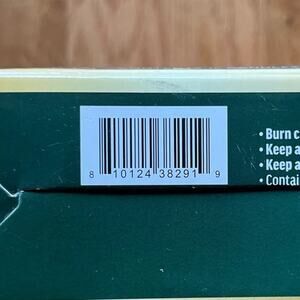 8 10124 38291 9
• Burn c
• Keep a
• Keep a
• Contai